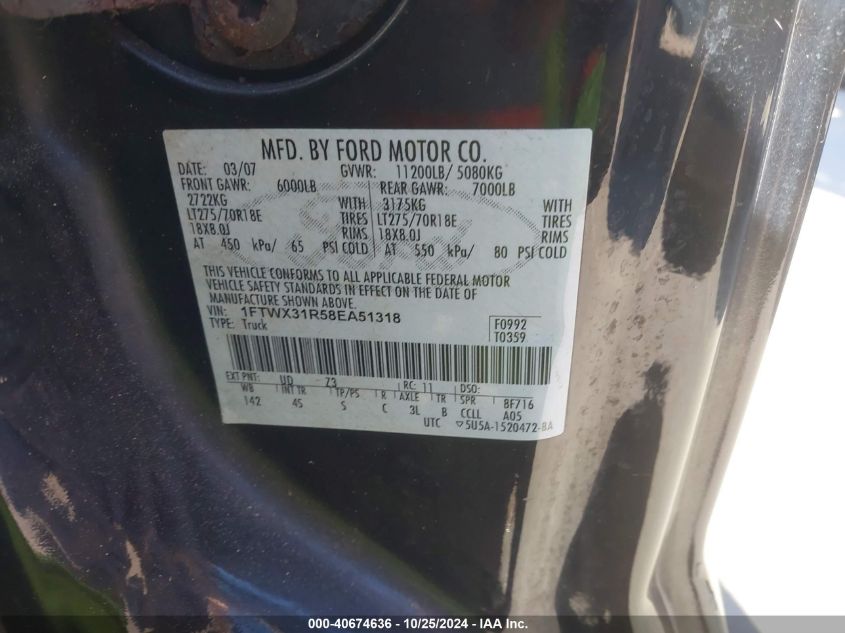 MFD. BY FORD MOTOR CO.
DATE: 03/07 GVWR: 11200LB/ 5080KG
FRONT GAWR: 6000LB REAR GAWR: 7000LB
2722KG WITH 3175KG WITH
LT275/70R18E TIRES LT275/70R18E TIRES
18X8.0J RIMS 18X8.0J RIMS
AT 450 kPa/ 65 PSI COLD AT 550 kPa/ 80 PSI COLD
THIS VEHICLE CONFORMS TO ALL APPLICABLE FEDERAL MOTOR
VEHICLE SAFETY STANDARDS IN EFFECT ON THE DATE OF
MANUFACTURE SHOWN ABOVE.
VIN: 1FTWX31R58EA51318
TYPE: Truck
F0992
T0359
EXT PNT: UD Z3 RC: 11 DSO:
WB INT TR TP/PS R AXLE TR SPR BF716
142 45 S C 3L B CCLL A05
UTC ▽5U5A-1520472-BA
000-40674636 - 10/25/2024 - IAA Inc.